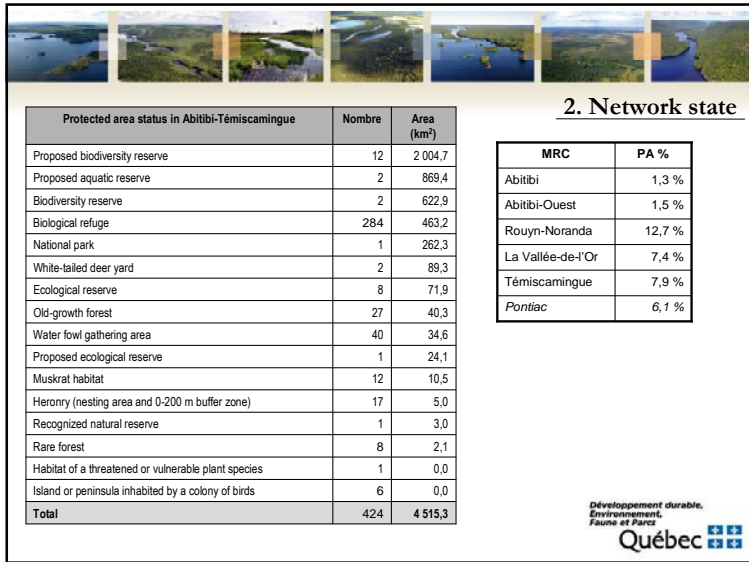 2. Network state
Protected area status in Abitibi-Témiscamingue Nombre Area (km²)
Proposed biodiversity reserve 12 2 004,7
Proposed aquatic reserve 2 869,4
Biodiversity reserve 2 622,9
Biological refuge 284 463,2
National park 1 262,3
White-tailed deer yard 2 89,3
Ecological reserve 8 71,9
Old-growth forest 27 40,3
Water fowl gathering area 40 34,6
Proposed ecological reserve 1 24,1
Muskrat habitat 12 10,5
Heronry (nesting area and 0-200 m buffer zone) 17 5,0
Recognized natural reserve 1 3,0
Rare forest 8 2,1
Habitat of a threatened or vulnerable plant species 1 0,0
Island or peninsula inhabited by a colony of birds 6 0,0
Total 424 4 515,3
MRC PA %
Abitibi 1,3 %
Abitibi-Ouest 1,5 %
Rouyn-Noranda 12,7 %
La Vallée-de-l'Or 7,4 %
Témiscamingue 7,9 %
Pontiac 6,1 %
Développement durable,
Environnement,
Faune et Parcs
Québec